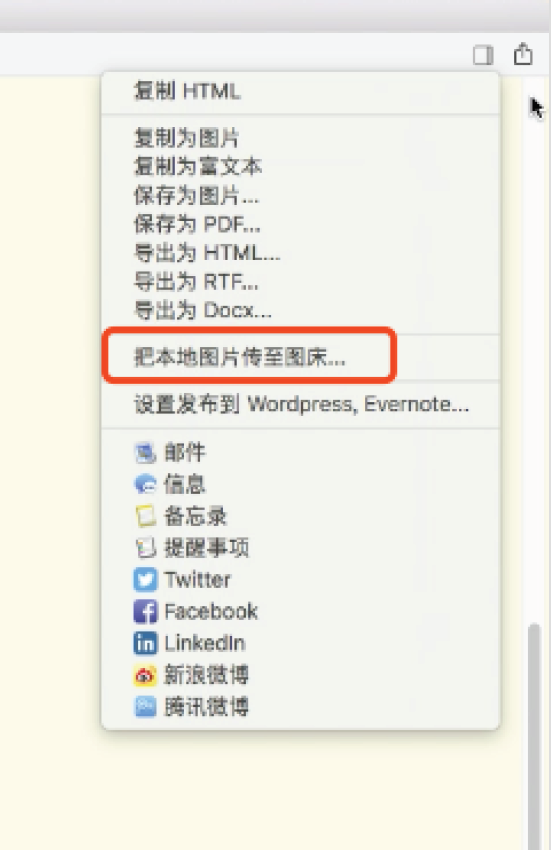 复制 HTML
复制为图片
复制为富文本
保存为图片...
保存为 PDF...
导出为 HTML...
导出为 RTF...
导出为 Docx...
把本地图片传至图床...
设置发布到 Wordpress, Evernote...
邮件
信息
备忘录
提醒事项
Twitter
Facebook
LinkedIn
新浪微博
腾讯微博